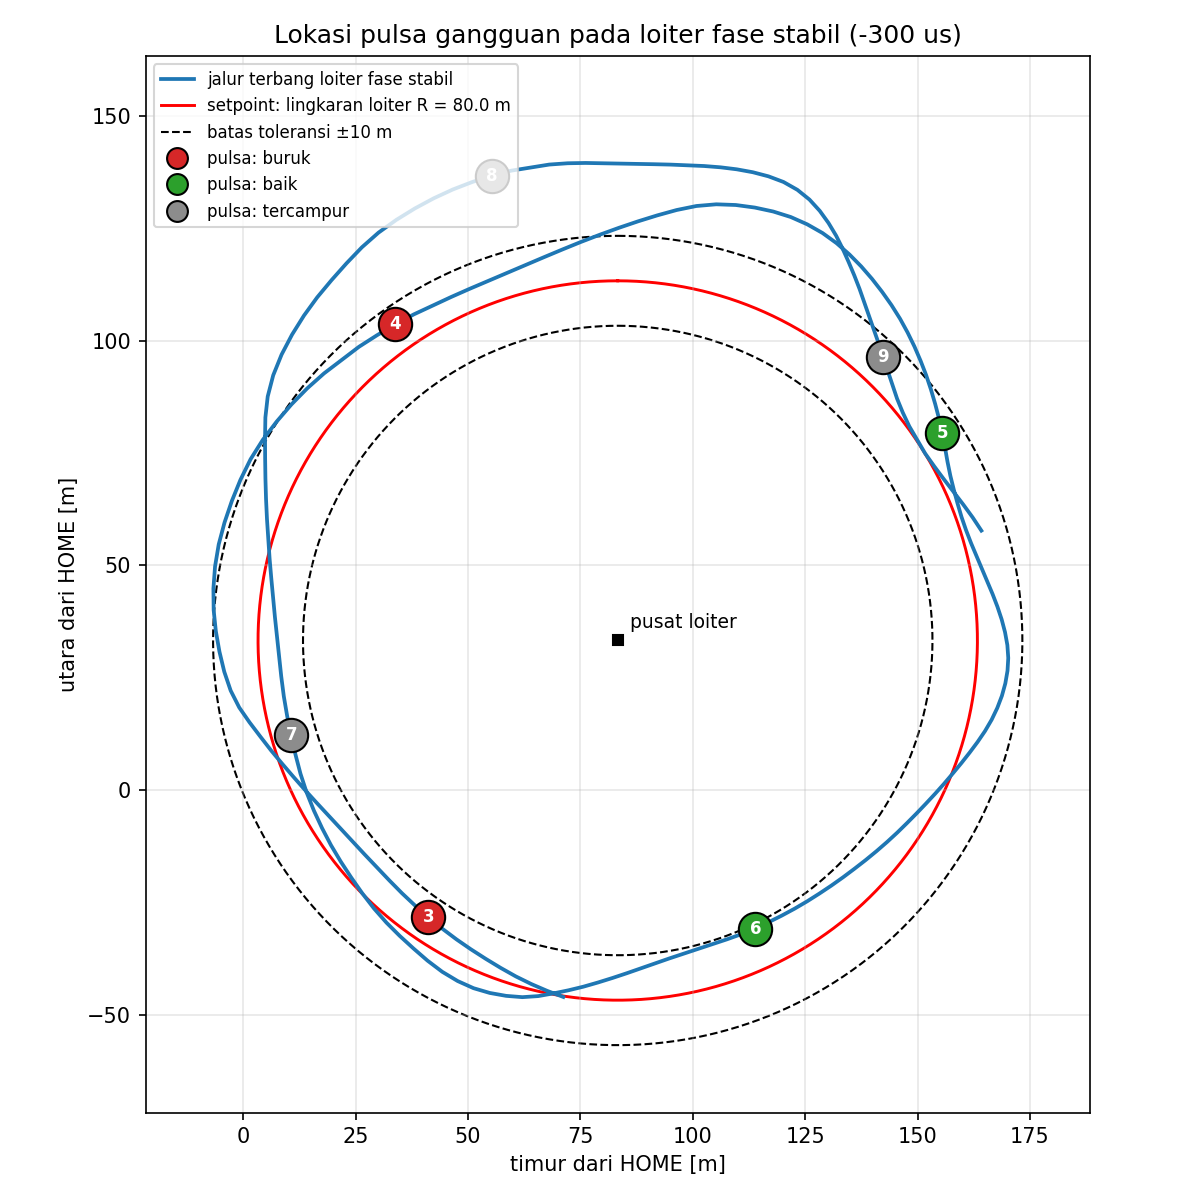 Lokasi pulsa gangguan pada loiter fase stabil (-300 us)
jalur terbang loiter fase stabil
setpoint: lingkaran loiter R = 80.0 m
batas toleransi ±10 m
pulsa: buruk
pulsa: baik
pulsa: tercampur
8
4
9
5
pusat loiter
7
3
6
150
100
50
0
−50
utara dari HOME [m]
0
25
50
75
100
125
150
175
timur dari HOME [m]